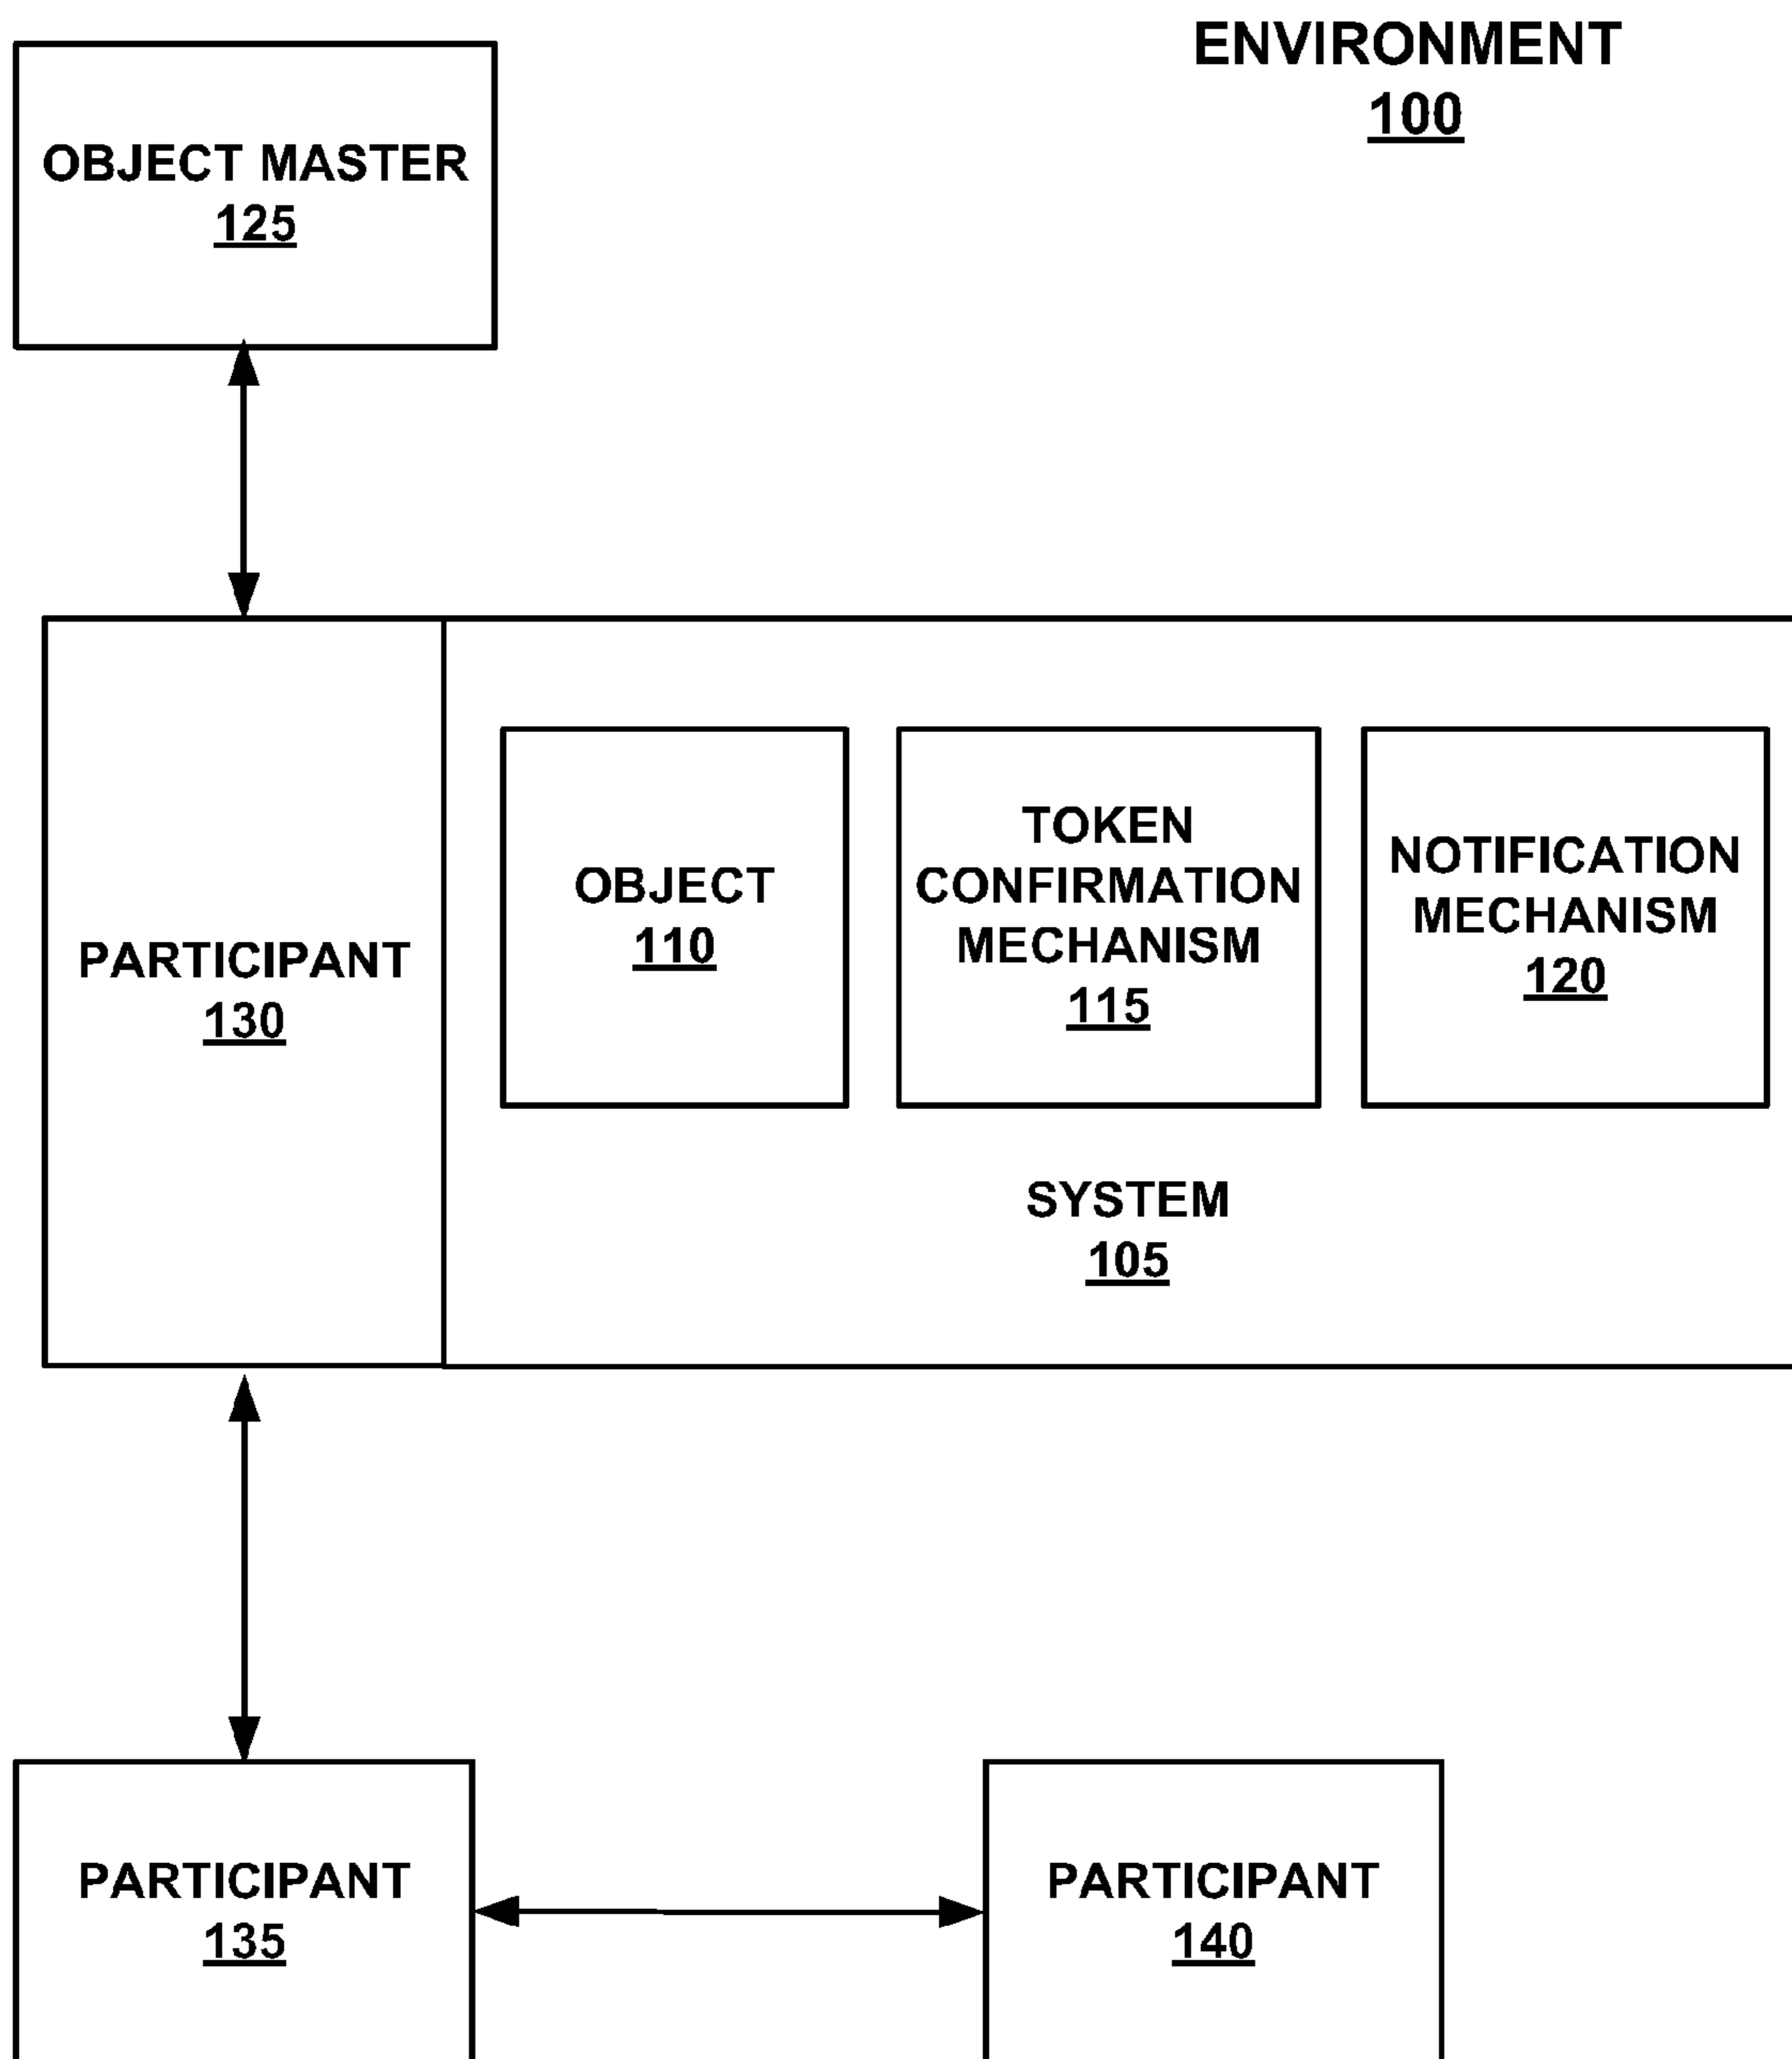 ENVIRONMENT
100
OBJECT MASTER
125
PARTICIPANT
130
OBJECT
110
TOKEN
CONFIRMATION
MECHANISM
115
NOTIFICATION
MECHANISM
120
SYSTEM
105
PARTICIPANT
135
PARTICIPANT
140